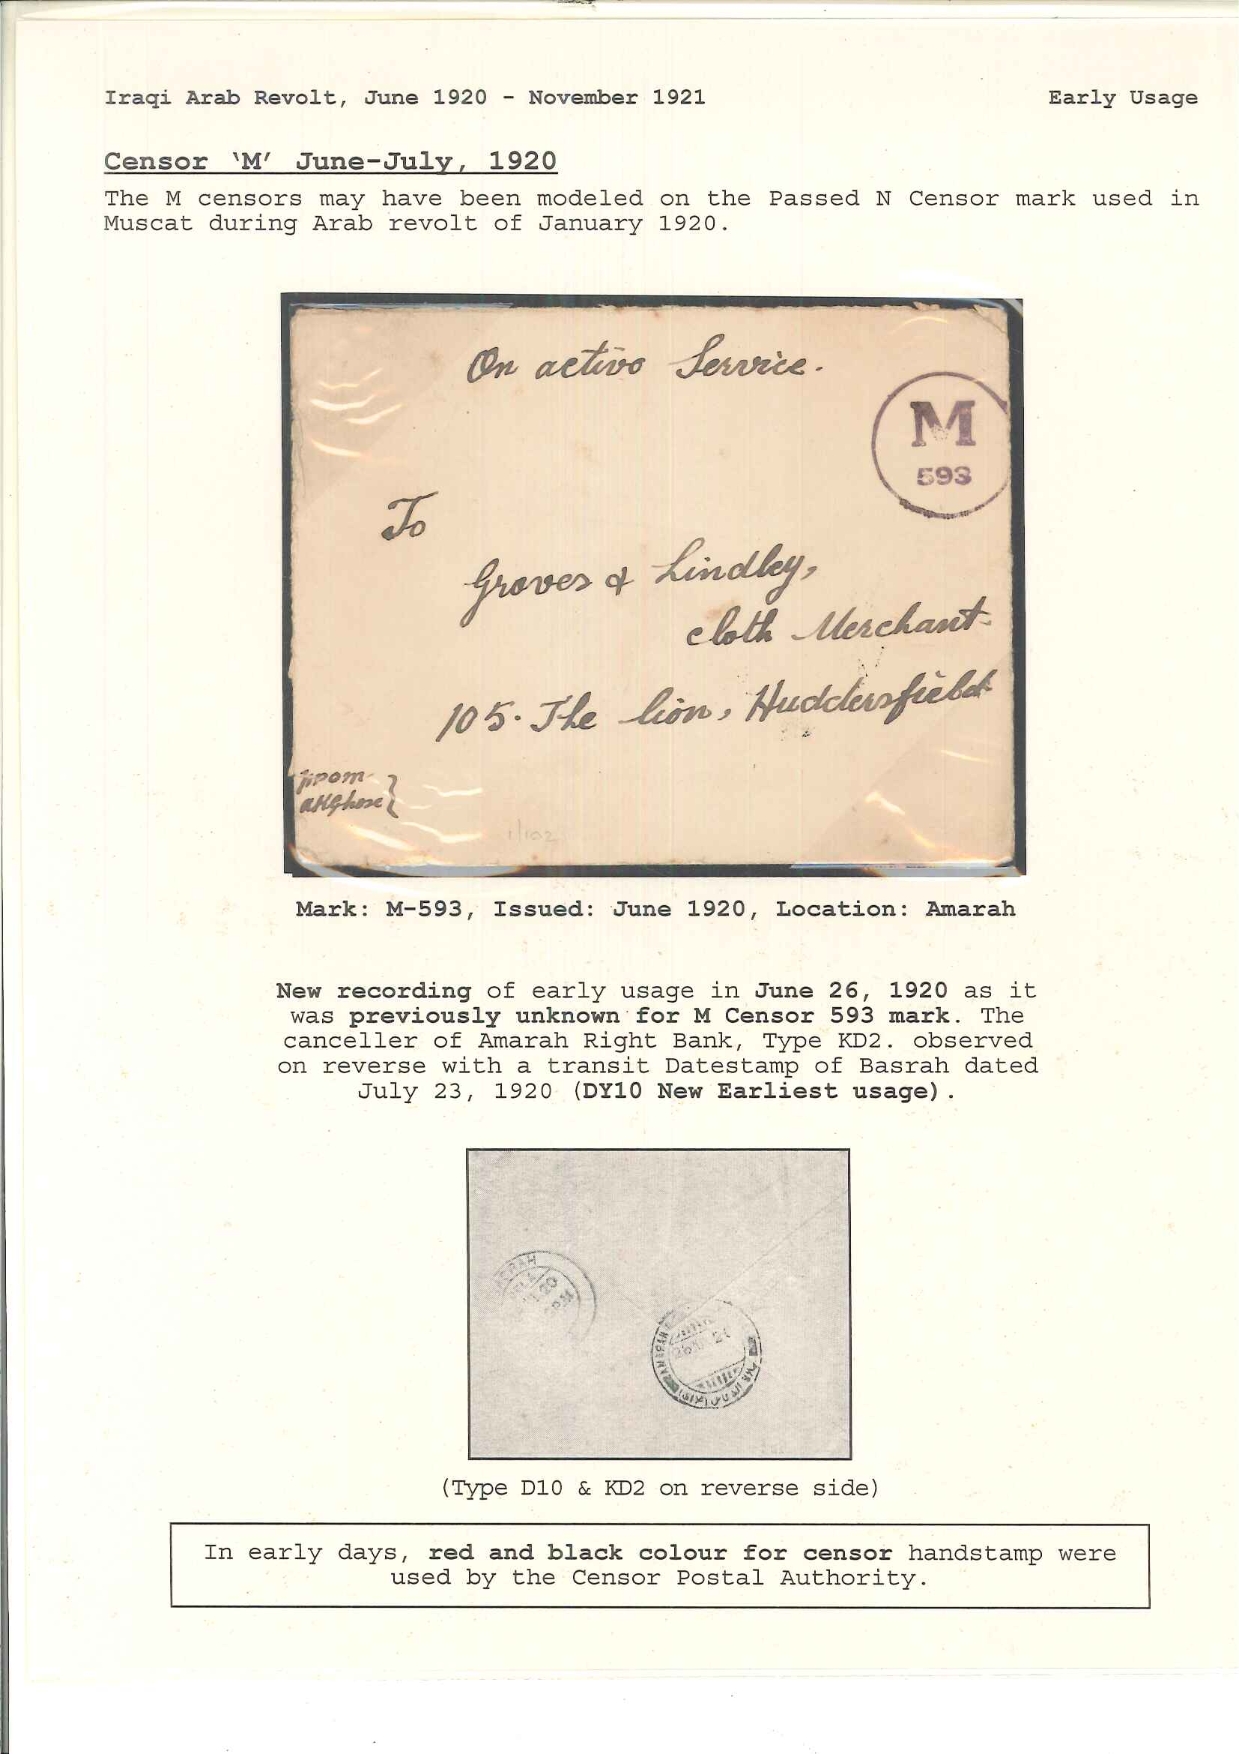 Iraqi Arab Revolt, June 1920 - November 1921
Early Usage
Censor 'M' June-July, 1920
The M censors may have been modeled on the Passed N Censor mark used in
Muscat during Arab revolt of January 1920.
On active Service.
M
593
To
Groves & Lindley,
cloth Merchant.
105. The lion, Huddersfield
from
AKGhose
1/102
Mark: M-593, Issued: June 1920, Location: Amarah
New recording of early usage in June 26, 1920 as it
was previously unknown for M Censor 593 mark. The
canceller of Amarah Right Bank, Type KD2. observed
on reverse with a transit Datestamp of Basrah dated
July 23, 1920 (DY10 New Earliest usage).
AMARAH
(Type D10 & KD2 on reverse side)
In early days, red and black colour for censor handstamp were
used by the Censor Postal Authority.